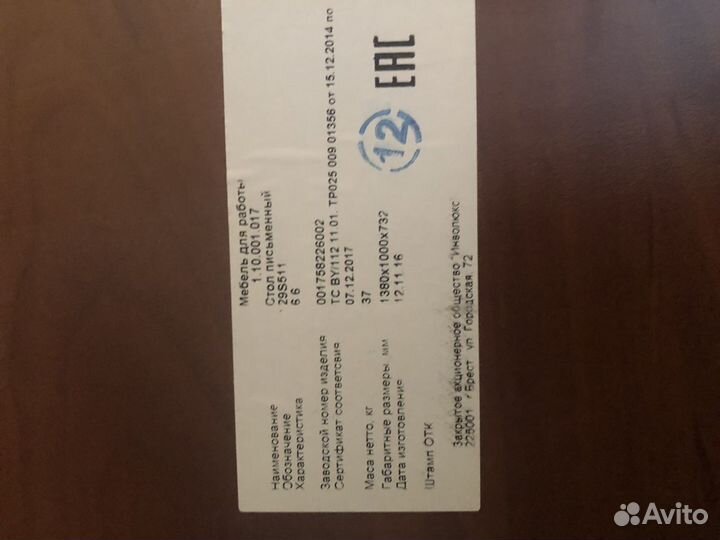 Мебель для работы
1.10.001.017
Наименование Стол письменный
Обозначение 29S511
Характеристика 6 6
Заводской номер изделия 001758226002
Сертификат соответсвия ТС BY/112 11 01. ТР025 009 01356 от 15.12.2014 по
07.12.2017
Масса нетто, кг 37
Габаритные размеры мм 1380x1000x732
Дата изготовления 12.11 16
Штамп ОТК
12
EAC
Закрытое акционерное общество "Инволюкс"
225001 г Брест ул Городская 72
Avito